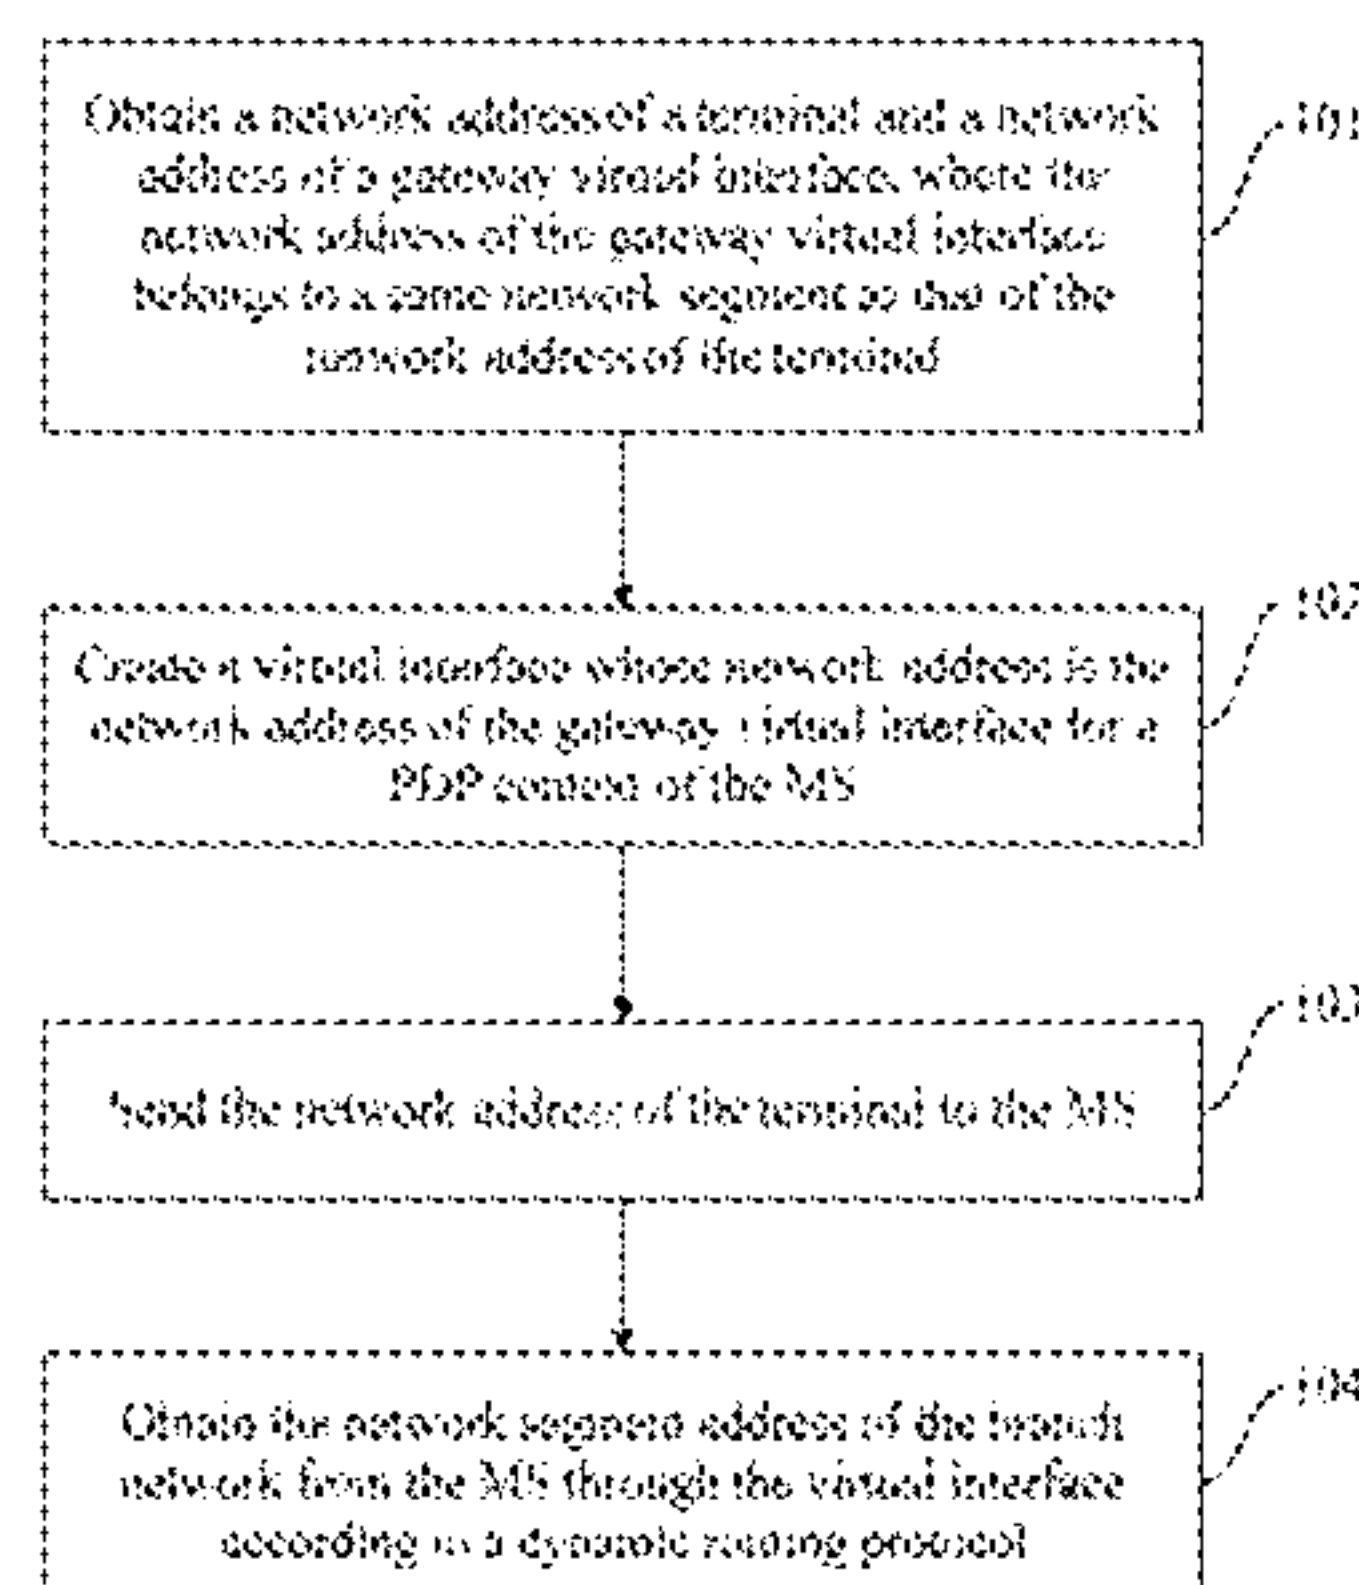 Obtain a network address of a terminal and a network
address of a gateway virtual interface, where the
network address of the gateway virtual interface
belongs to a same network segment as that of the
network address of the terminal
101
Create a virtual interface whose network address is the
network address of the gateway virtual interface for a
PDP context of the MS
102
Send the network address of the terminal to the MS
103
Obtain the network segment address of the branch
network from the MS through the virtual interface
according to a dynamic routing protocol
104